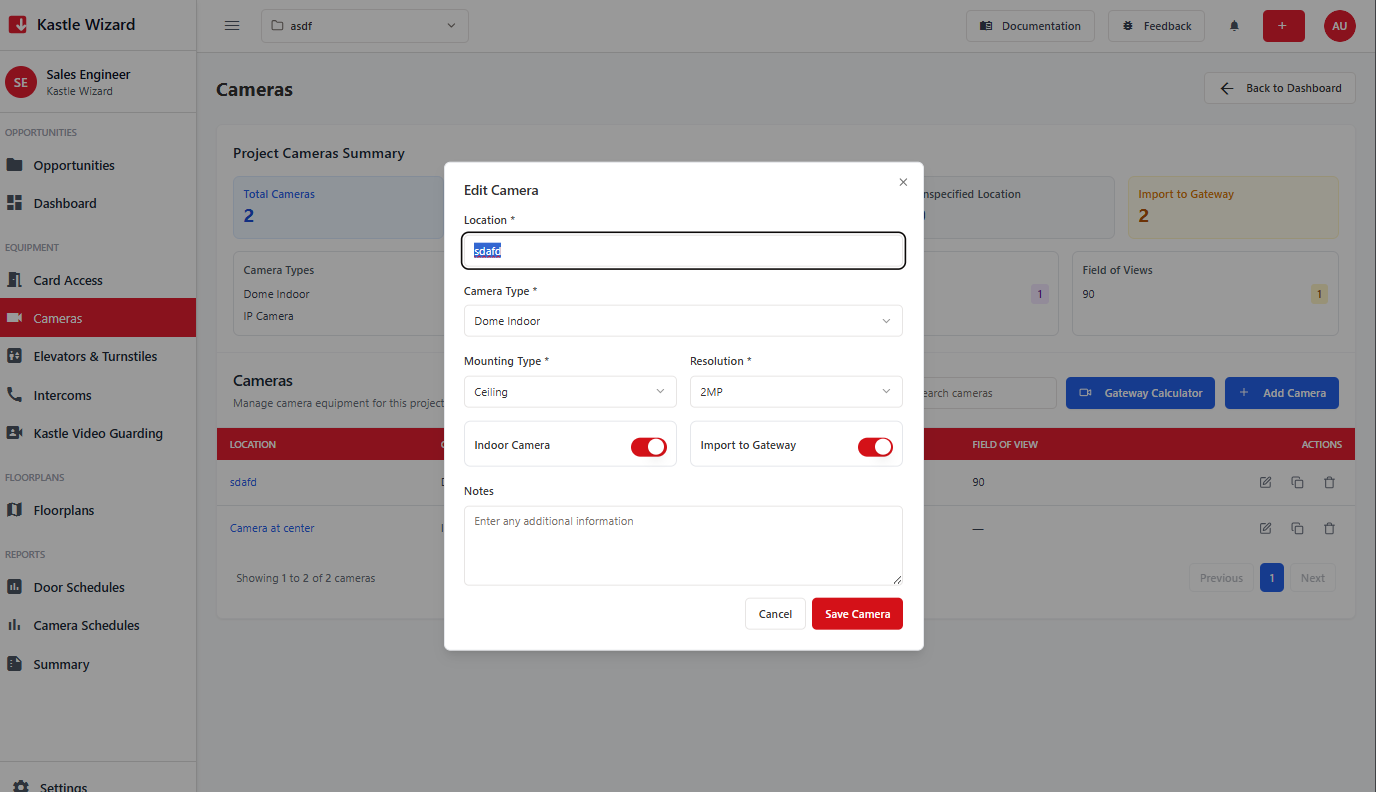 Kastle Wizard
asdf
Documentation
Feedback
+
AU
SE
Sales Engineer
Kastle Wizard
OPPORTUNITIES
Opportunities
Dashboard
EQUIPMENT
Card Access
Cameras
Elevators & Turnstiles
Intercoms
Kastle Video Guarding
FLOORPLANS
Floorplans
REPORTS
Door Schedules
Camera Schedules
Summary
Settings
Cameras
Back to Dashboard
Project Cameras Summary
Total Cameras
2
nspecified Location
Import to Gateway
2
Camera Types
Dome Indoor
IP Camera
1
Field of Views
90
1
Cameras
Manage camera equipment for this project
earch cameras
Gateway Calculator
+ Add Camera
LOCATION
FIELD OF VIEW
ACTIONS
sdafd
90
Camera at center
—
Showing 1 to 2 of 2 cameras
Previous
1
Next
Edit Camera
Location *
sdafd
Camera Type *
Dome Indoor
Mounting Type *
Resolution *
Ceiling
2MP
Indoor Camera
Import to Gateway
Notes
Enter any additional information
Cancel
Save Camera